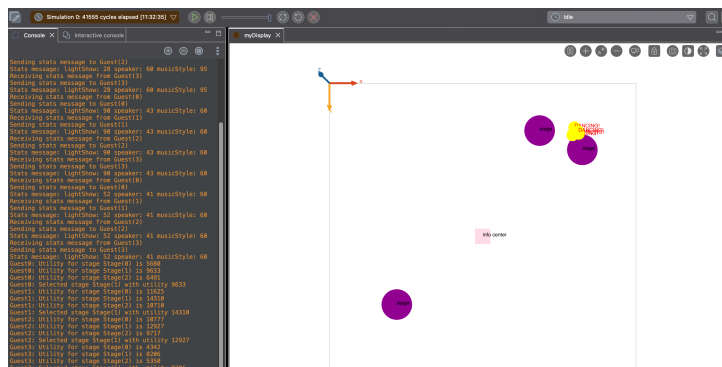 Simulation 0: 41555 cycles elapsed [11:32:35]
Idle
Console
Interactive console
myDisplay
Sending stats message to Guest(2)
Stats message: lightShow: 28 speaker: 60 musicStyle: 95
Receiving stats message from Guest(3)
Sending stats message to Guest(3)
Stats message: lightShow: 28 speaker: 60 musicStyle: 95
Receiving stats message from Guest(0)
Sending stats message to Guest(0)
Stats message: lightShow: 90 speaker: 43 musicStyle: 60
Receiving stats message from Guest(1)
Sending stats message to Guest(1)
Stats message: lightShow: 90 speaker: 43 musicStyle: 60
Receiving stats message from Guest(2)
Sending stats message to Guest(2)
Stats message: lightShow: 90 speaker: 43 musicStyle: 60
Receiving stats message from Guest(3)
Sending stats message to Guest(3)
Stats message: lightShow: 90 speaker: 43 musicStyle: 60
Receiving stats message from Guest(0)
Sending stats message to Guest(0)
Stats message: lightShow: 52 speaker: 41 musicStyle: 60
Receiving stats message from Guest(1)
Sending stats message to Guest(1)
Stats message: lightShow: 52 speaker: 41 musicStyle: 60
Receiving stats message from Guest(2)
Sending stats message to Guest(2)
Stats message: lightShow: 52 speaker: 41 musicStyle: 60
Receiving stats message from Guest(3)
Sending stats message to Guest(3)
Stats message: lightShow: 52 speaker: 41 musicStyle: 60
Guest0: Utility for stage Stage(0) is 5680
Guest0: Utility for stage Stage(1) is 9633
Guest0: Utility for stage Stage(2) is 6491
Guest0: Selected stage Stage(1) with utility 9633
Guest1: Utility for stage Stage(0) is 11625
Guest1: Utility for stage Stage(1) is 14310
Guest1: Utility for stage Stage(2) is 10710
Guest1: Selected stage Stage(1) with utility 14310
Guest2: Utility for stage Stage(0) is 10777
Guest2: Utility for stage Stage(1) is 12927
Guest2: Utility for stage Stage(2) is 9717
Guest2: Selected stage Stage(1) with utility 12927
Guest3: Utility for stage Stage(0) is 4342
Guest3: Utility for stage Stage(1) is 8206
Guest3: Utility for stage Stage(2) is 5350
X
stage
DANCING!
stage
info center
stage